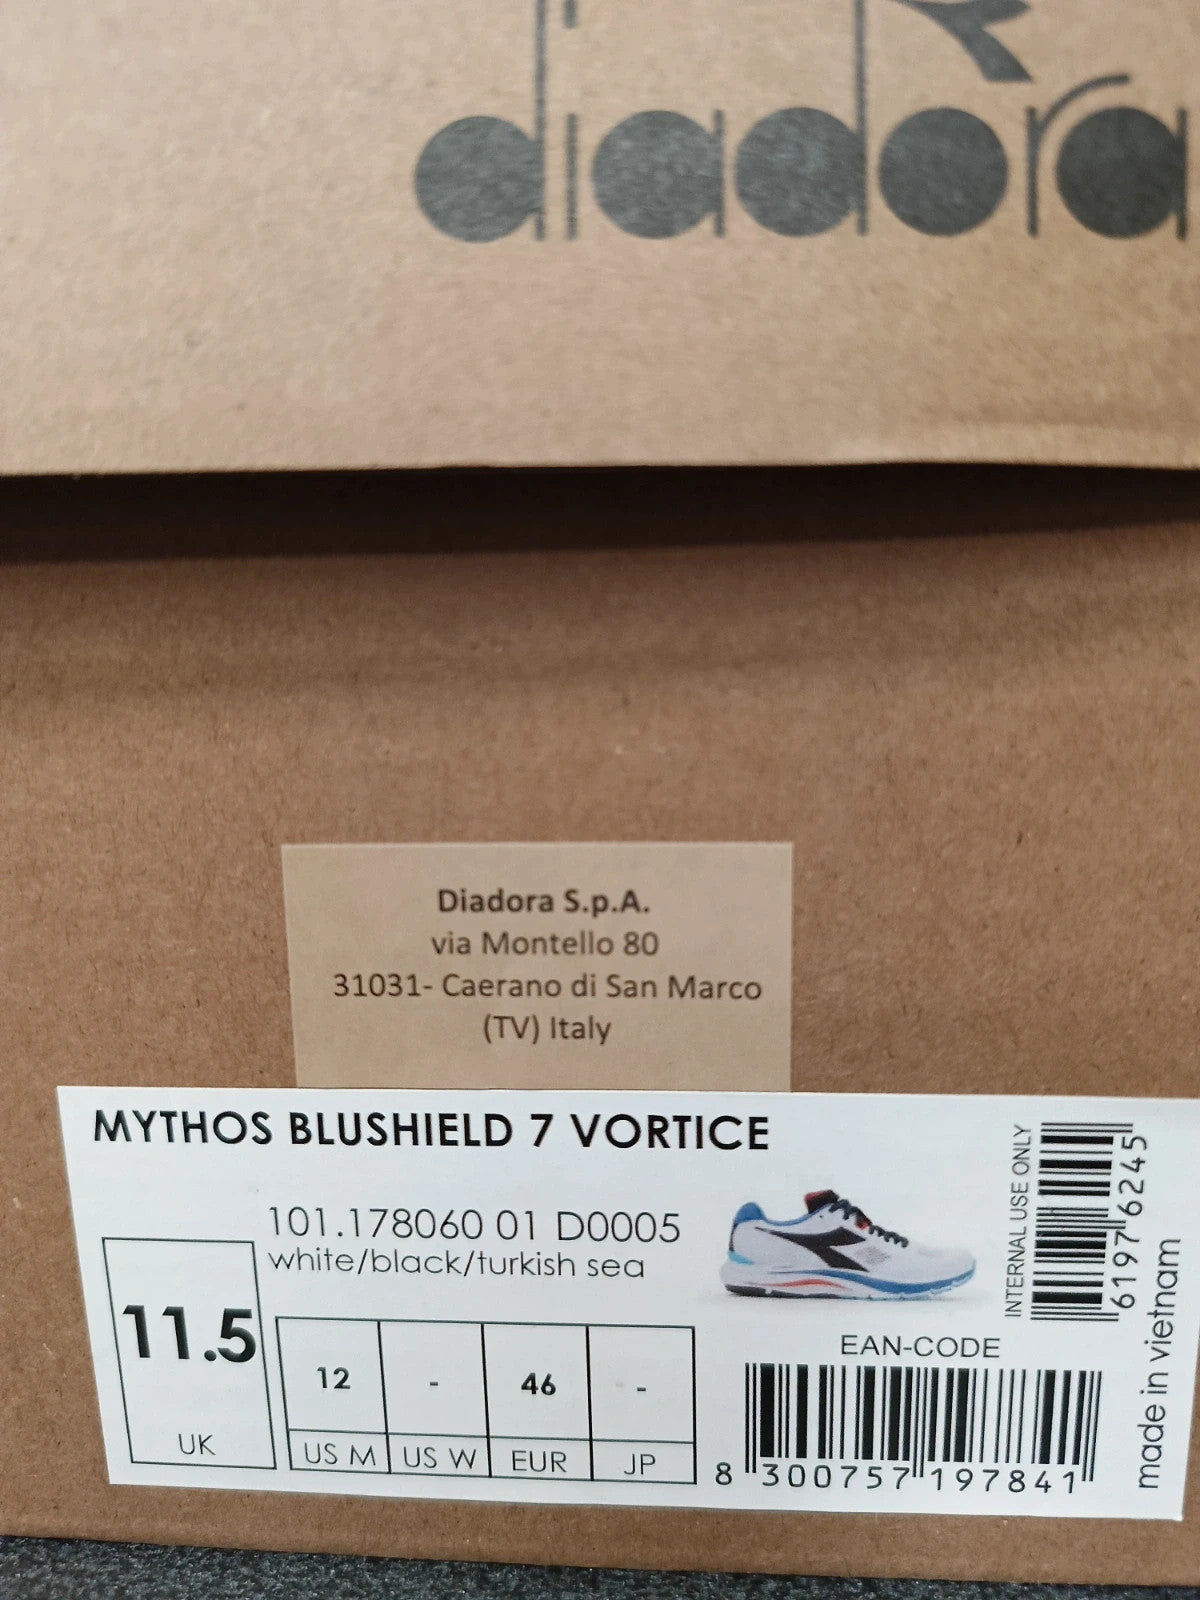 diadora
Diadora S.p.A.
via Montello 80
31031- Caerano di San Marco
(TV) Italy
MYTHOS BLUSHIELD 7 VORTICE
101.178060 01 D0005
white/black/turkish sea
11.5
UK
12 - 46 -
US M US W EUR JP
INTERNAL USE ONLY
61976245
EAN-CODE
8 300757 197841
made in vietnam